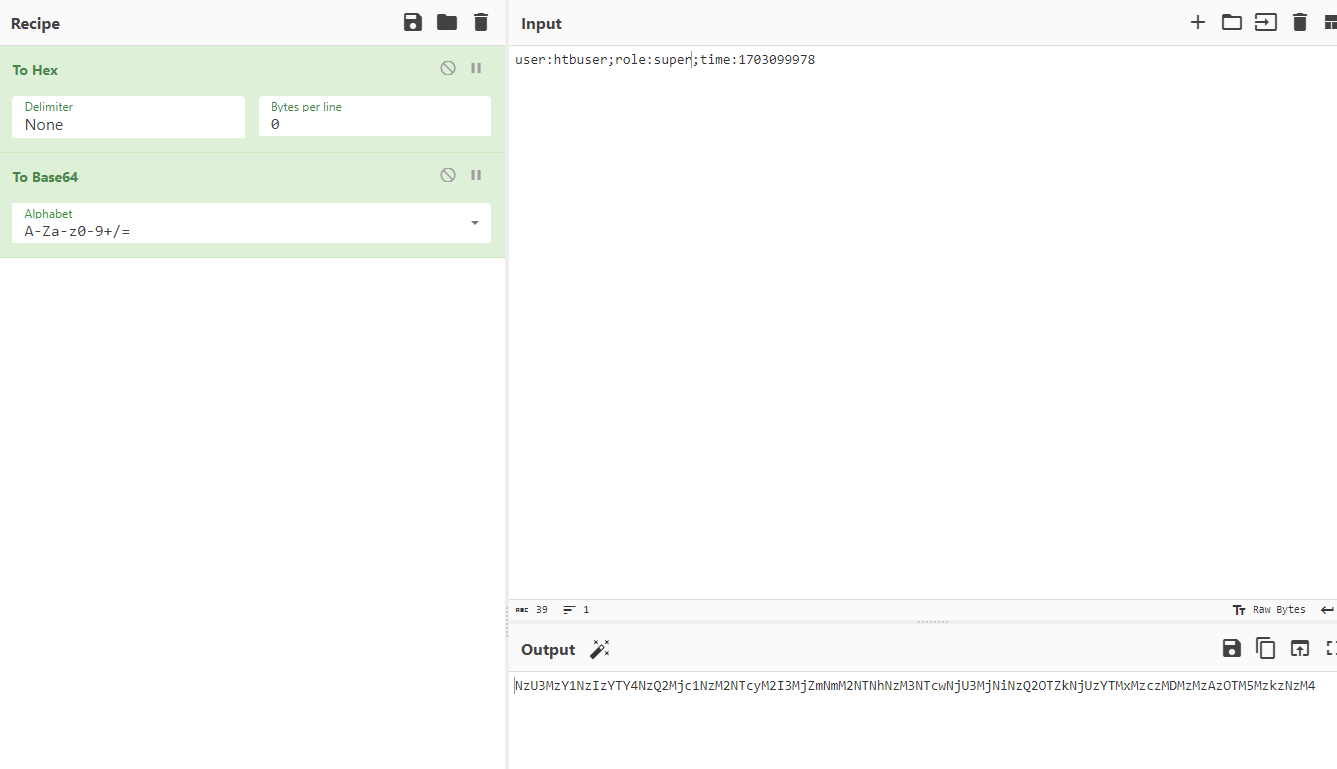 Recipe
To Hex
Delimiter
None
Bytes per line
0
To Base64
Alphabet
A-Za-z0-9+/=
Input
user:htbuser;role:super;time:1703099978
ABC 39 1
Tт Raw Bytes
Output
NzU3MzY1NzIzYTY4NzQ2Mjc1NzM2NTcyM2I3MjZmNmM2NTNhNzM3NTcwNjU3MjNiNzQ2OTZkNjUzYTMxMzczMDMzMzAzOTM5MzkzNzM4